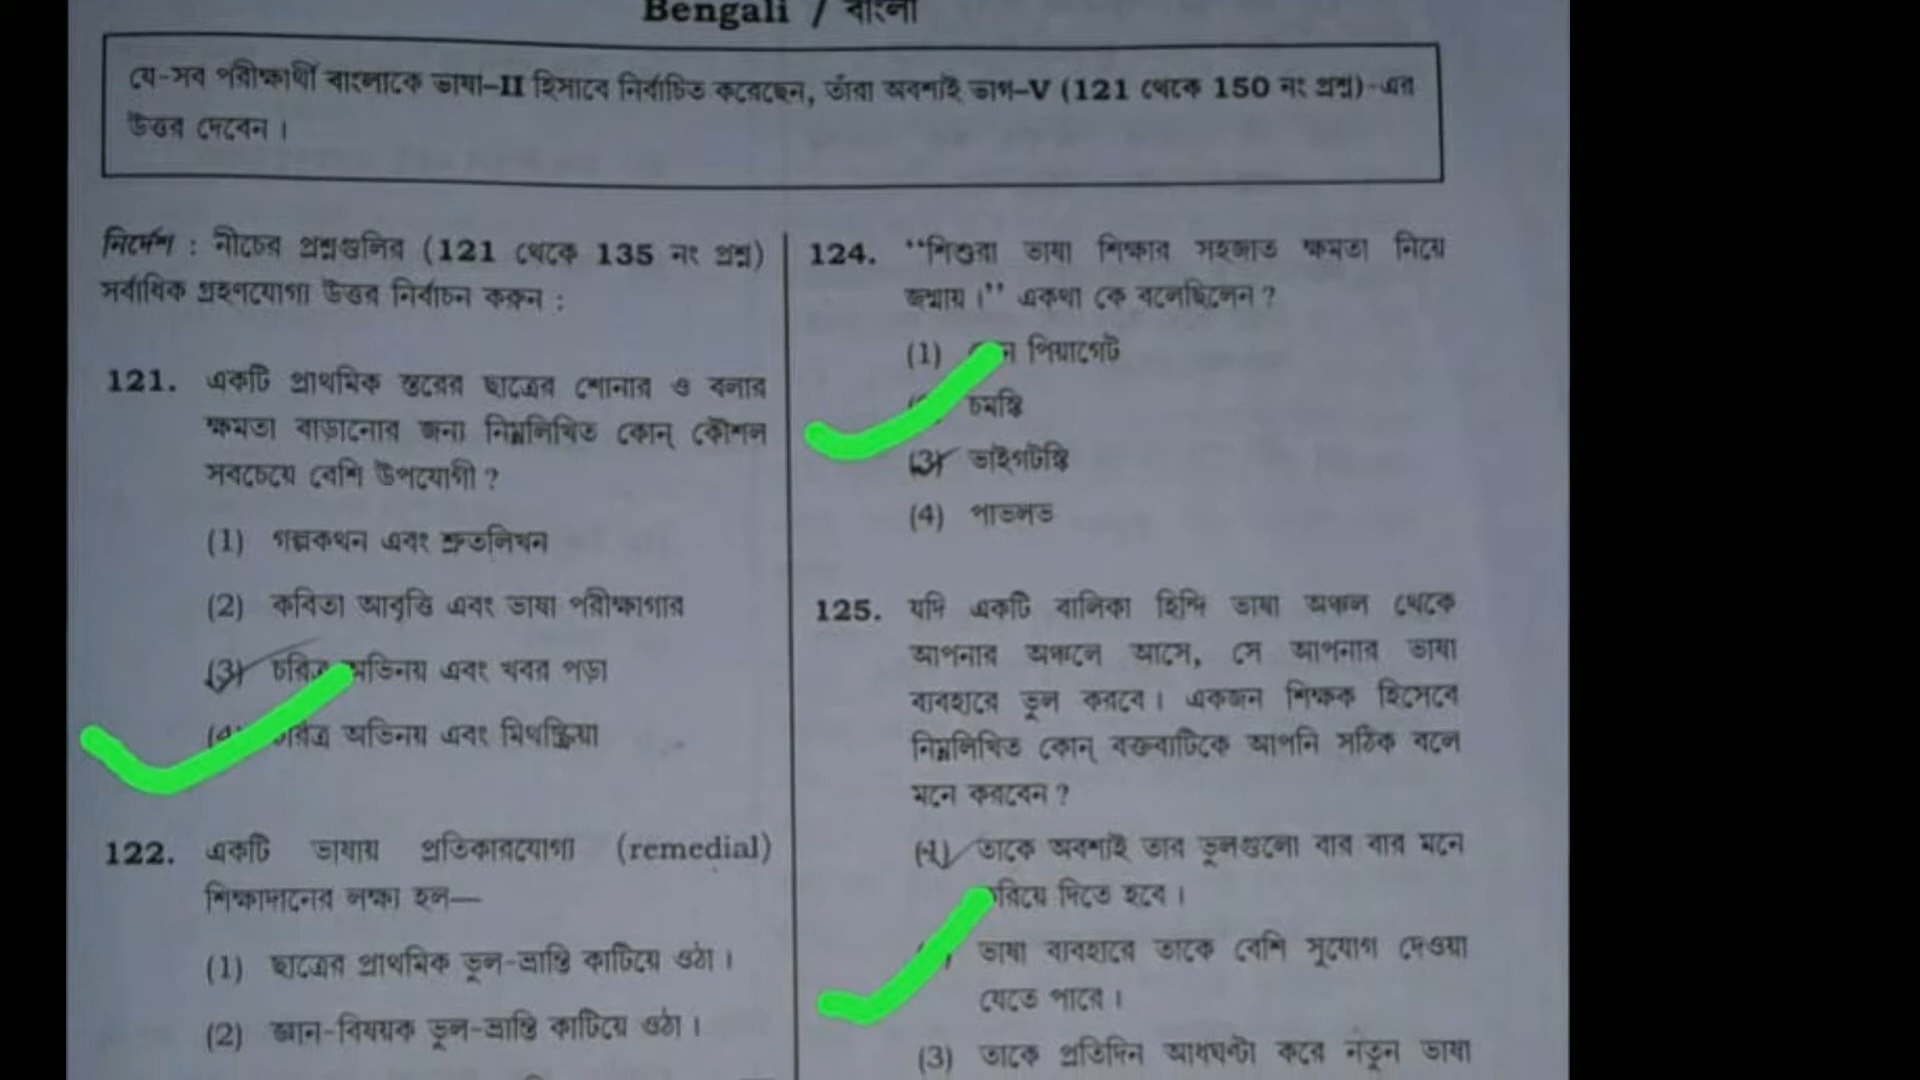 Bengali / বাংলা
যে-সব পরীক্ষার্থী বাংলাকে ভাষা–II হিসাবে নির্বাচিত করেছেন, তাঁরা অবশ্যই ভাগ–V (121 থেকে 150 নং প্রশ্ন)-এর
উত্তর দেবেন।
নির্দেশ : নীচের প্রশ্নগুলির (121 থেকে 135 নং প্রশ্ন)
সর্বাধিক গ্রহণযোগ্য উত্তর নির্বাচন করুন :
121. একটি প্রাথমিক স্তরের ছাত্রের শোনার ও বলার
ক্ষমতা বাড়ানোর জন্য নিম্নলিখিত কোন্ কৌশল
সবচেয়ে বেশি উপযোগী ?
(1) গল্পকথন এবং শ্রুতলিখন
(2) কবিতা আবৃত্তি এবং ভাষা পরীক্ষাগার
(3) চরিত্র অভিনয় এবং খবর পড়া
(4) চরিত্র অভিনয় এবং মিথষ্ক্রিয়া
122. একটি ভাষায় প্রতিকারযোগ্য (remedial)
শিক্ষাদানের লক্ষ্য হল—
(1) ছাত্রের প্রাথমিক ভুল-ভ্রান্তি কাটিয়ে ওঠা।
(2) জ্ঞান-বিষয়ক ভুল-ভ্রান্তি কাটিয়ে ওঠা।
124. “শিশুরা ভাষা শিক্ষার সহজাত ক্ষমতা নিয়ে
জন্মায়।” একথা কে বলেছিলেন ?
(1) পিয়াগেট
চমস্কি
(3) ভাইগটস্কি
(4) পাভলভ
125. যদি একটি বালিকা হিন্দি ভাষা অঞ্চল থেকে
আপনার অঞ্চলে আসে, সে আপনার ভাষা
ব্যবহারে ভুল করবে। একজন শিক্ষক হিসেবে
নিম্নলিখিত কোন্ বক্তব্যটিকে আপনি সঠিক বলে
মনে করবেন ?
(1) তাকে অবশ্যই তার ভুলগুলো বার বার মনে
করিয়ে দিতে হবে।
ভাষা ব্যবহারে তাকে বেশি সুযোগ দেওয়া
যেতে পারে।
(3) তাকে প্রতিদিন আধঘণ্টা করে নতুন ভাষা